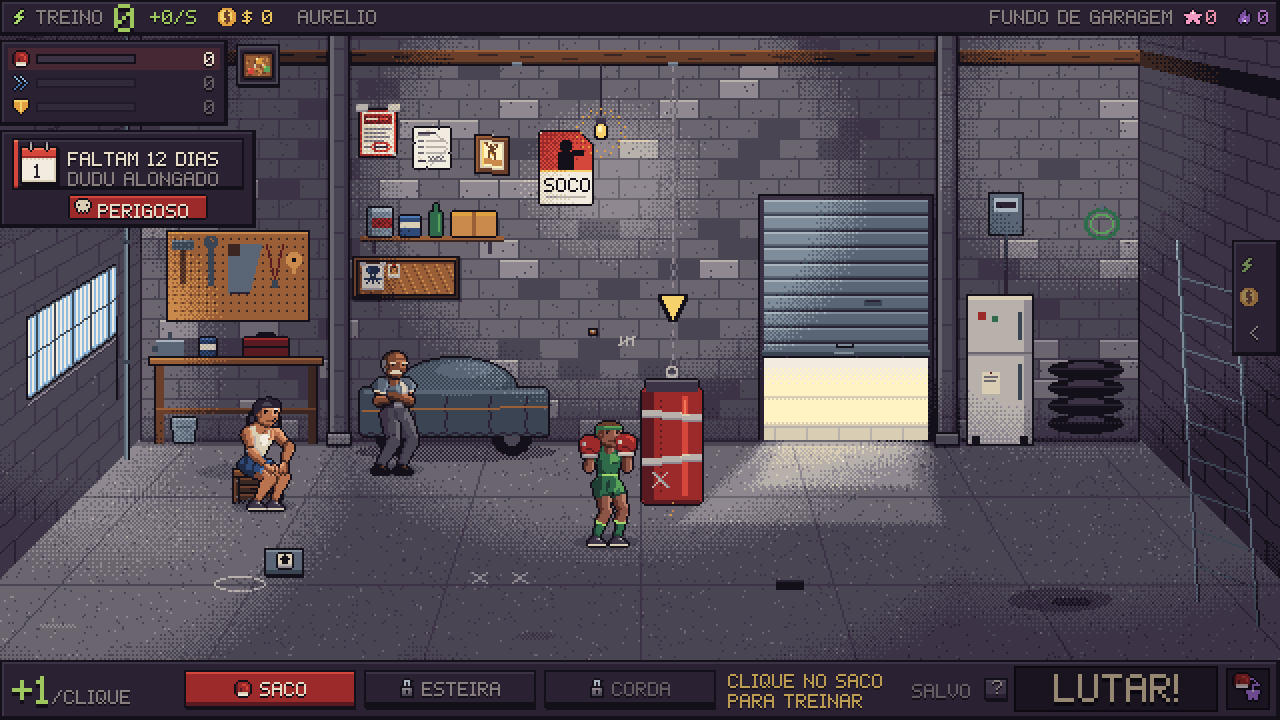 TREINO 0 +0/S $ 0 AURELIO
FUNDO DE GARAGEM 0 0
0
0
0
1
FALTAM 12 DIAS
DUDU ALONGADO
PERIGOSO
SOCO
+1/CLIQUE
SACO
ESTEIRA
CORDA
CLIQUE NO SACO
PARA TREINAR
SALVO
?
LUTAR!